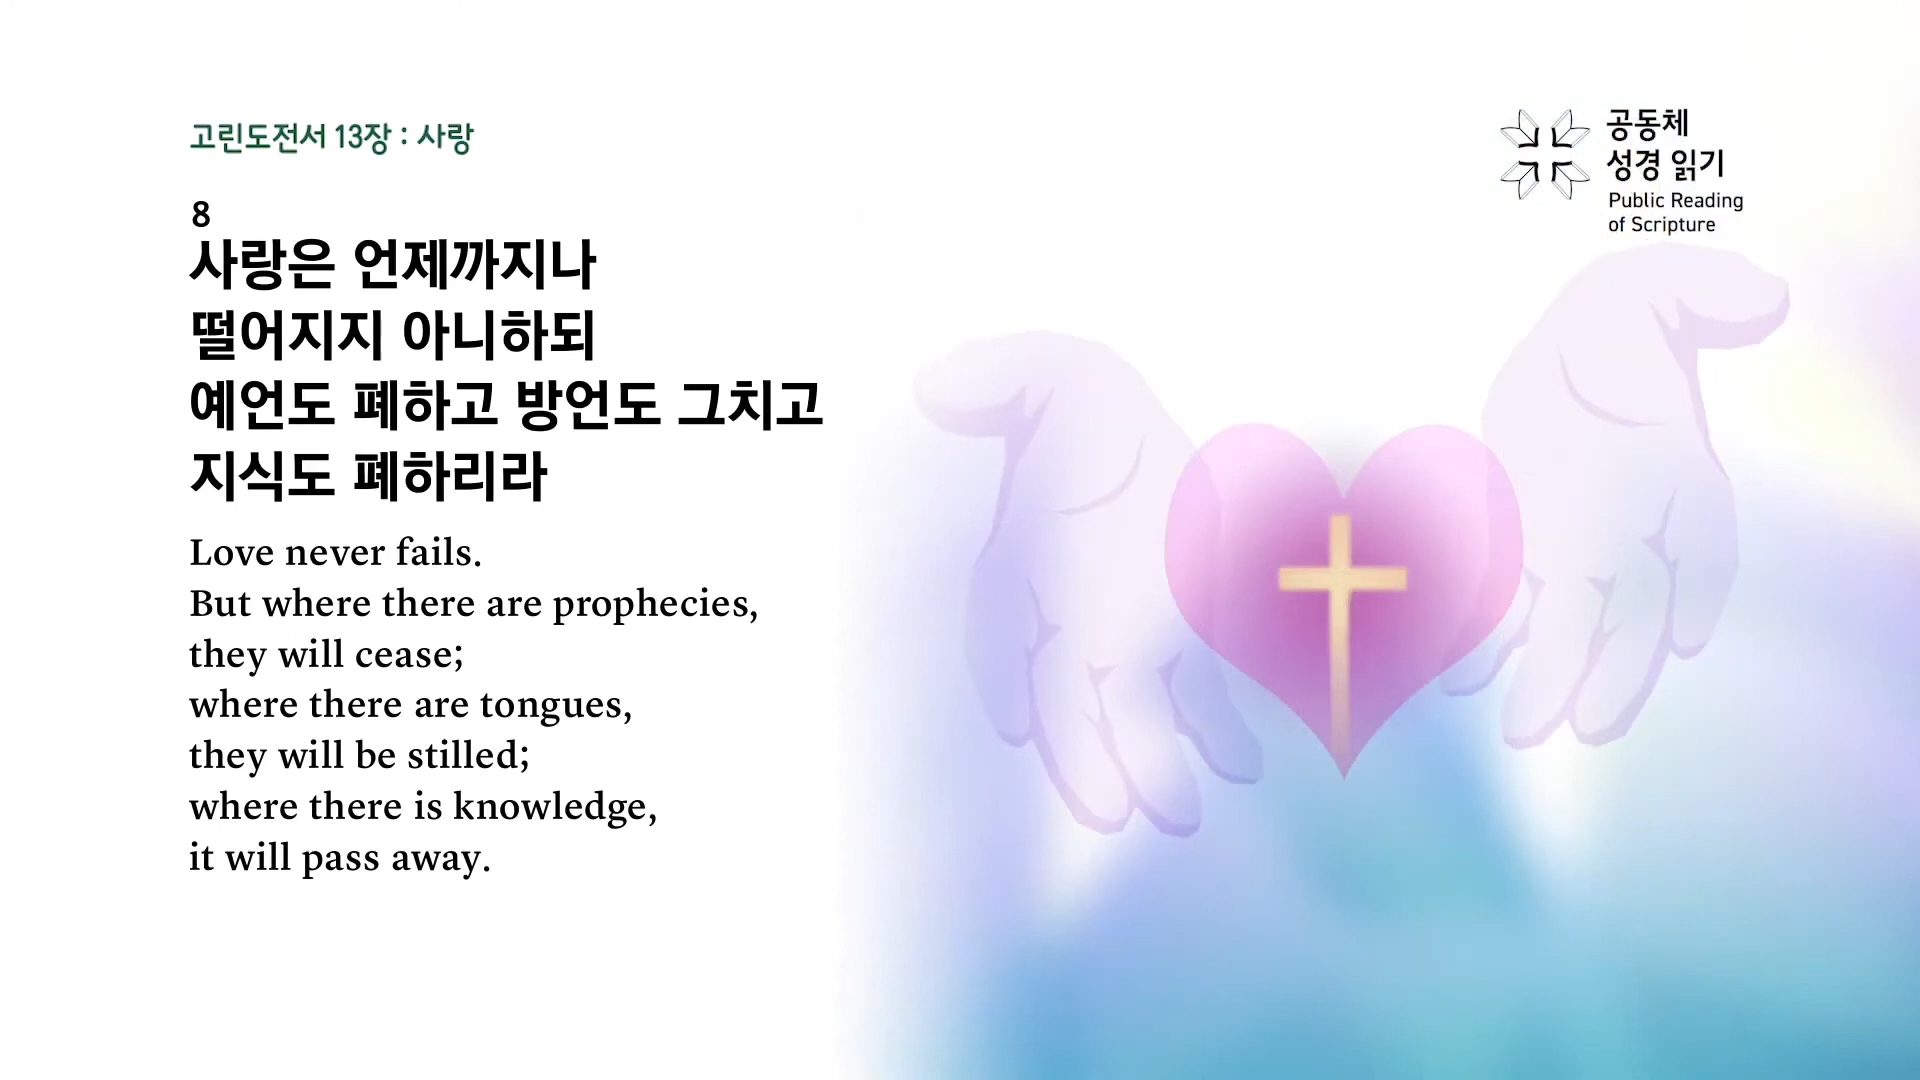 고린도전서 13장 : 사랑
8
사랑은 언제까지나
떨어지지 아니하되
예언도 폐하고 방언도 그치고
지식도 폐하리라
Love never fails.
But where there are prophecies,
they will cease;
where there are tongues,
they will be stilled;
where there is knowledge,
it will pass away.
공동체
성경 읽기
Public Reading
of Scripture